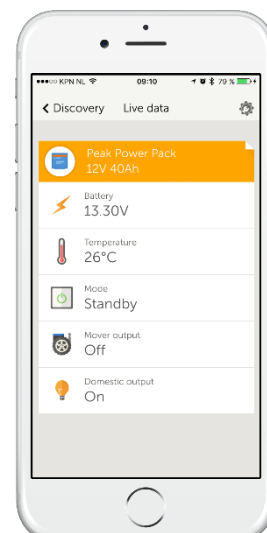 KPN NL 09:10 79 %
Discovery Live data
Peak Power Pack
12V 40Ah
Battery
13.30V
Temperature
26°C
Mode
Standby
Mover output
Off
Domestic output
On